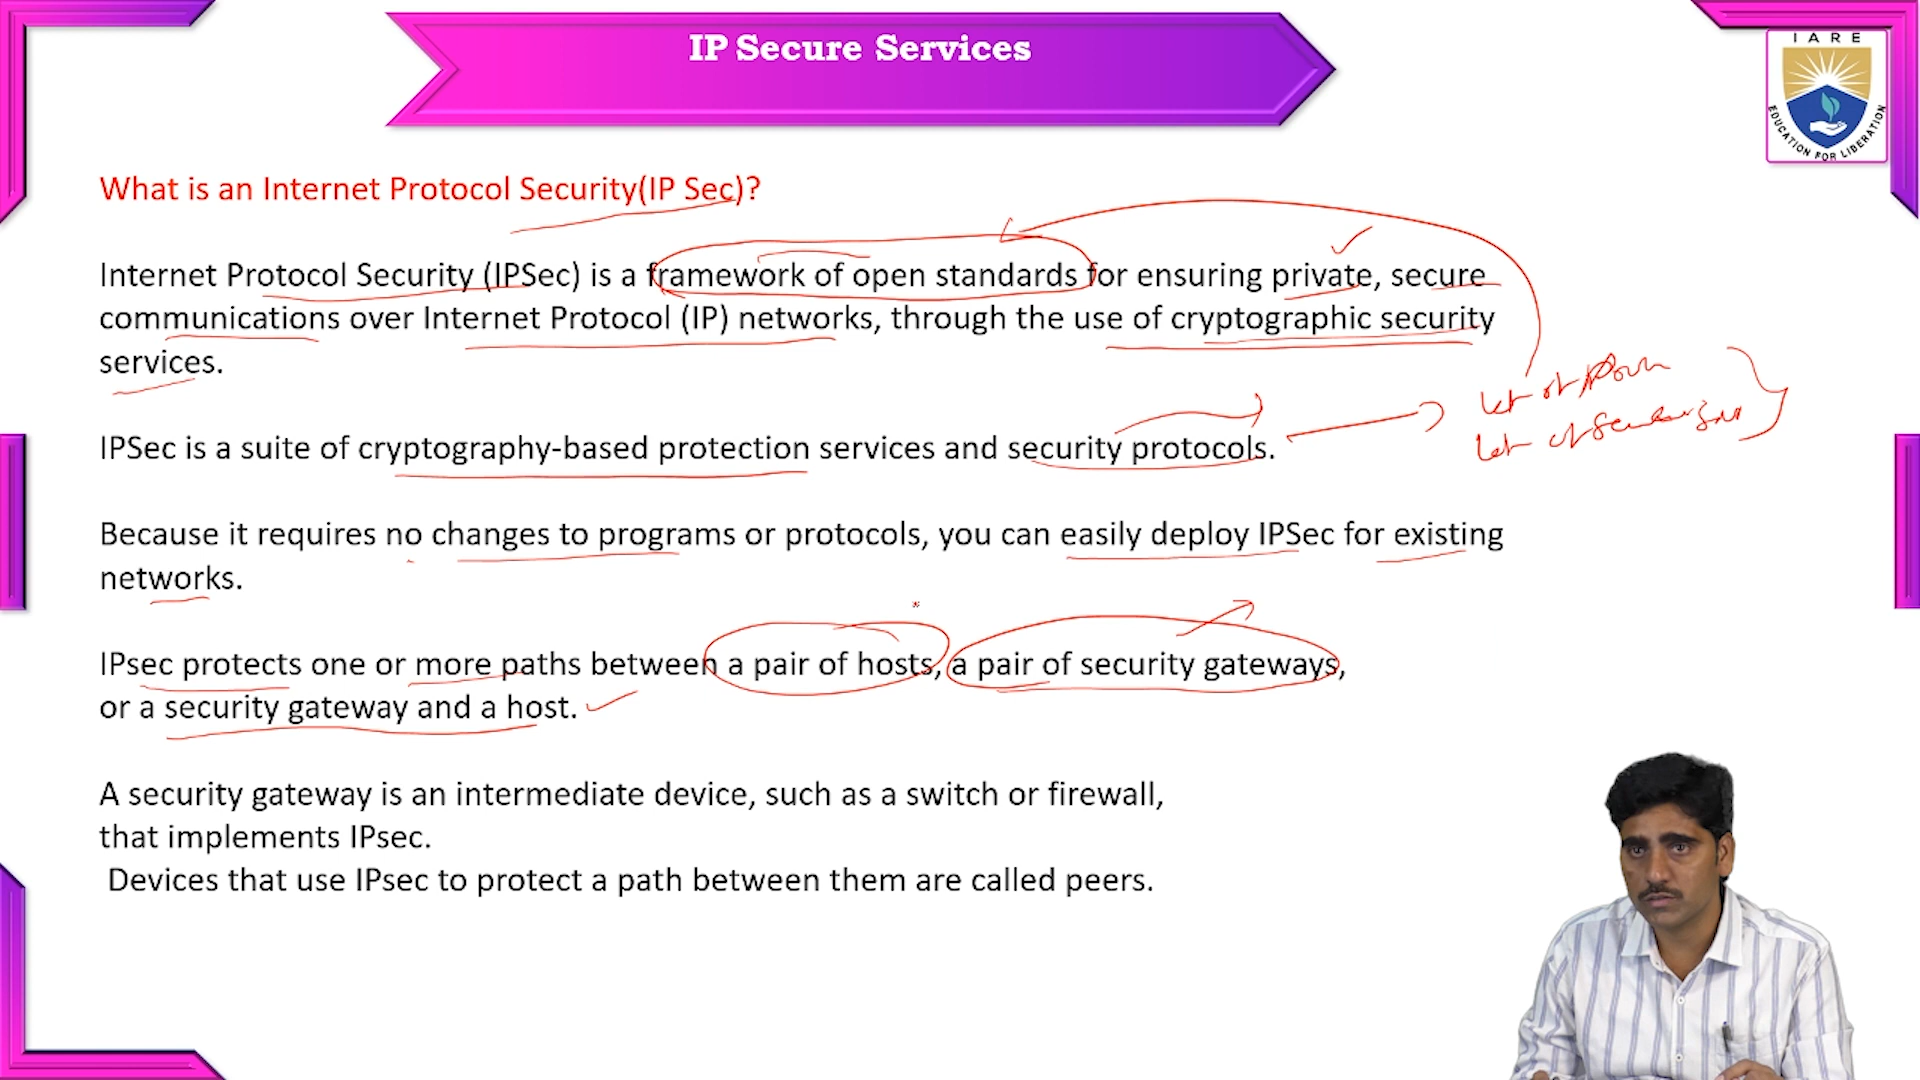 IP Secure Services
I A R E
EDUCATION FOR LIBERATION
What is an Internet Protocol Security(IP Sec)?
Internet Protocol Security (IPSec) is a framework of open standards for ensuring private, secure
communications over Internet Protocol (IP) networks, through the use of cryptographic security
services.
IPSec is a suite of cryptography-based protection services and security protocols.
Because it requires no changes to programs or protocols, you can easily deploy IPSec for existing
networks.
IPsec protects one or more paths between a pair of hosts, a pair of security gateways,
or a security gateway and a host.
A security gateway is an intermediate device, such as a switch or firewall,
that implements IPsec.
Devices that use IPsec to protect a path between them are called peers.